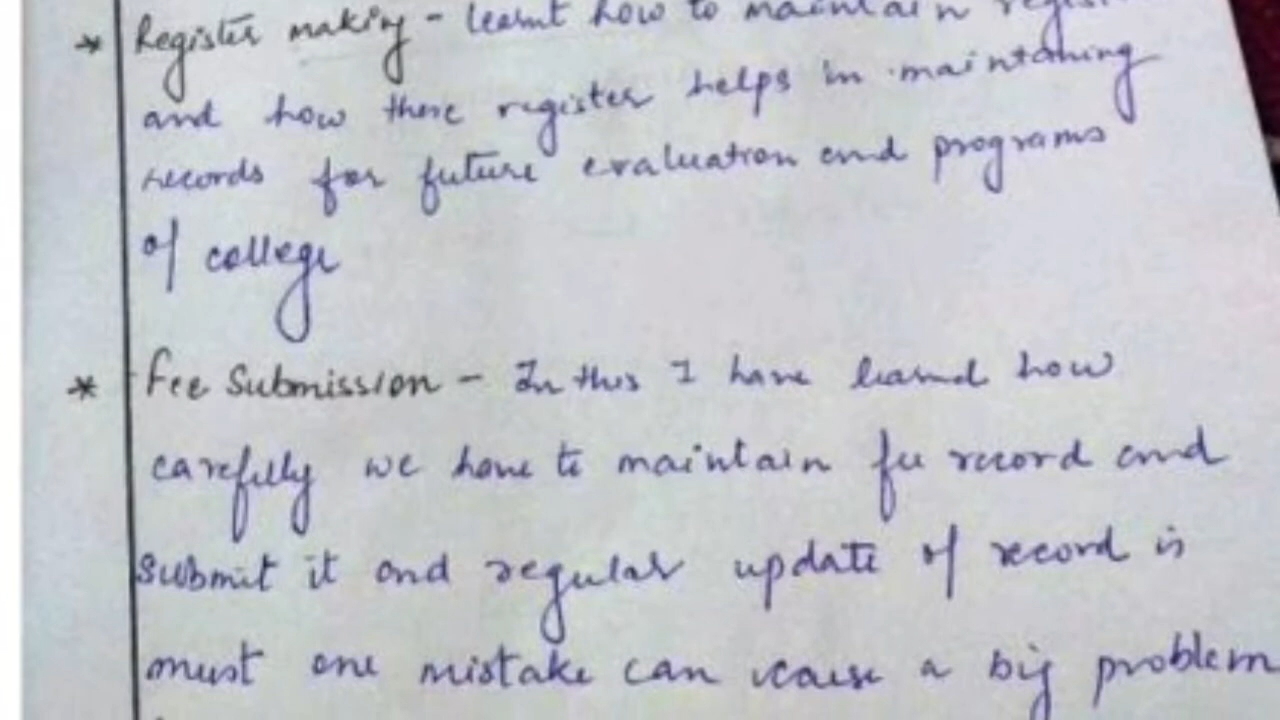 * Register making - learnt how to maintain
and how these register helps in maintaining
records for future evaluation and programs
of college
* Fee Submission - In this I have learnd how
carefully we have to maintain fee record and
submit it and regular update of record is
must one mistake can cause a big problem